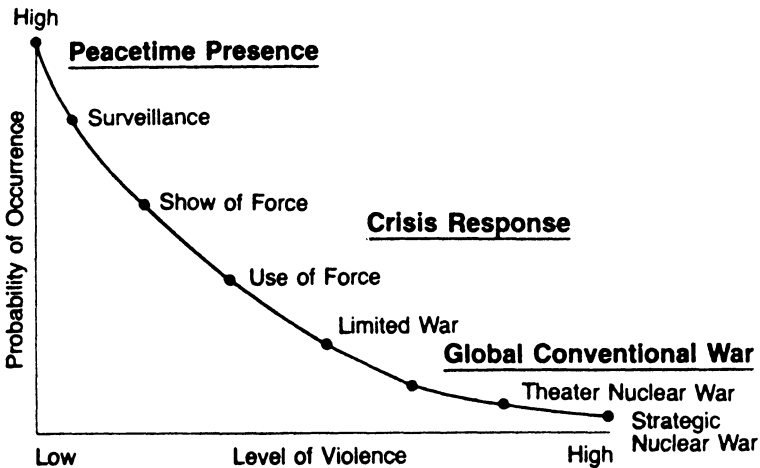 High
Peacetime Presence
Surveillance
Show of Force
Crisis Response
Use of Force
Limited War
Global Conventional War
Theater Nuclear War
Strategic
Nuclear War
Probability of Occurrence
Low
Level of Violence
High